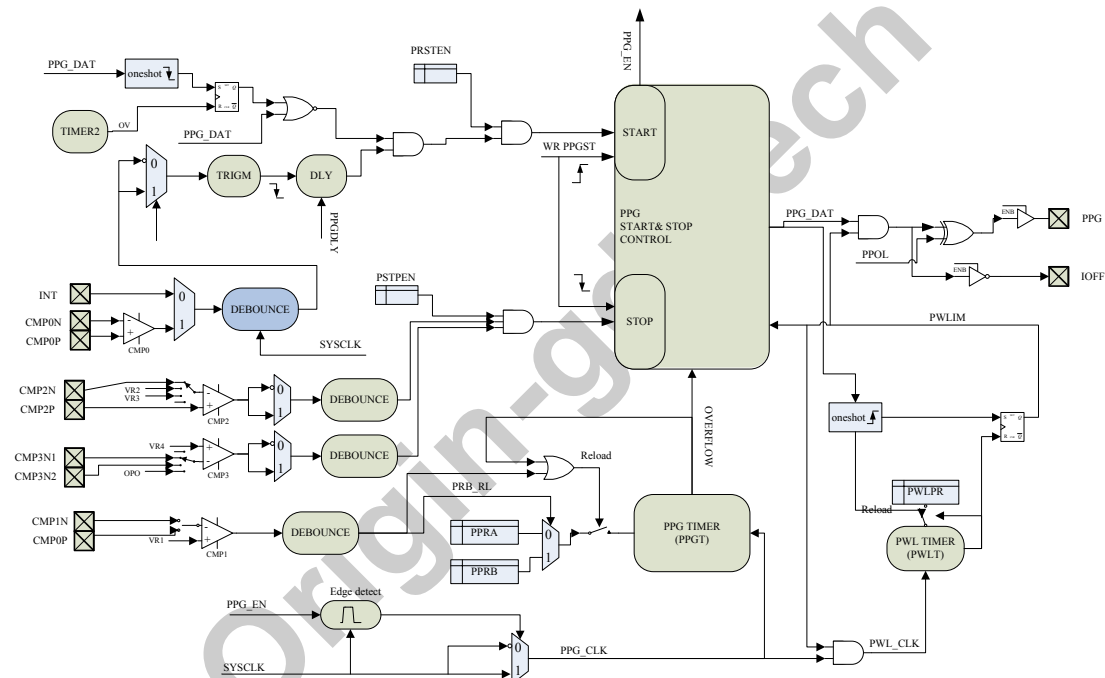 PPG_EN
PRSTEN
PPG_DAT
oneshot
S Q
R Q
TIMER2
OV
PPG_DAT
START
WR PPGST
0
1
TRIGM
DLY
PPGDLY
PPG
START& STOP
CONTROL
PPG_DAT
ENB
PPG
PPOL
ENB
IOFF
INT
0
1
DEBOUNCE
CMP0N
CMP0P
-
+
CMP0
SYSCLK
PSTPEN
STOP
PWLIM
CMP2N
CMP2P
VR2
VR3
-
+
CMP2
0
1
DEBOUNCE
OVERFLOW
oneshot
S Q
R Q
CMP3N1
CMP3N2
VR4
OPO
+
-
CMP3
0
1
DEBOUNCE
Reload
PRB_RL
PWLPR
Reload
CMP1N
CMP0P
VR1
-
+
CMP1
DEBOUNCE
PPRA
PPRB
0
1
PPG TIMER
(PPGT)
PWL TIMER
(PWLT)
Edge detect
PPG_EN
SYSCLK
0
1
PPG_CLK
PWL_CLK